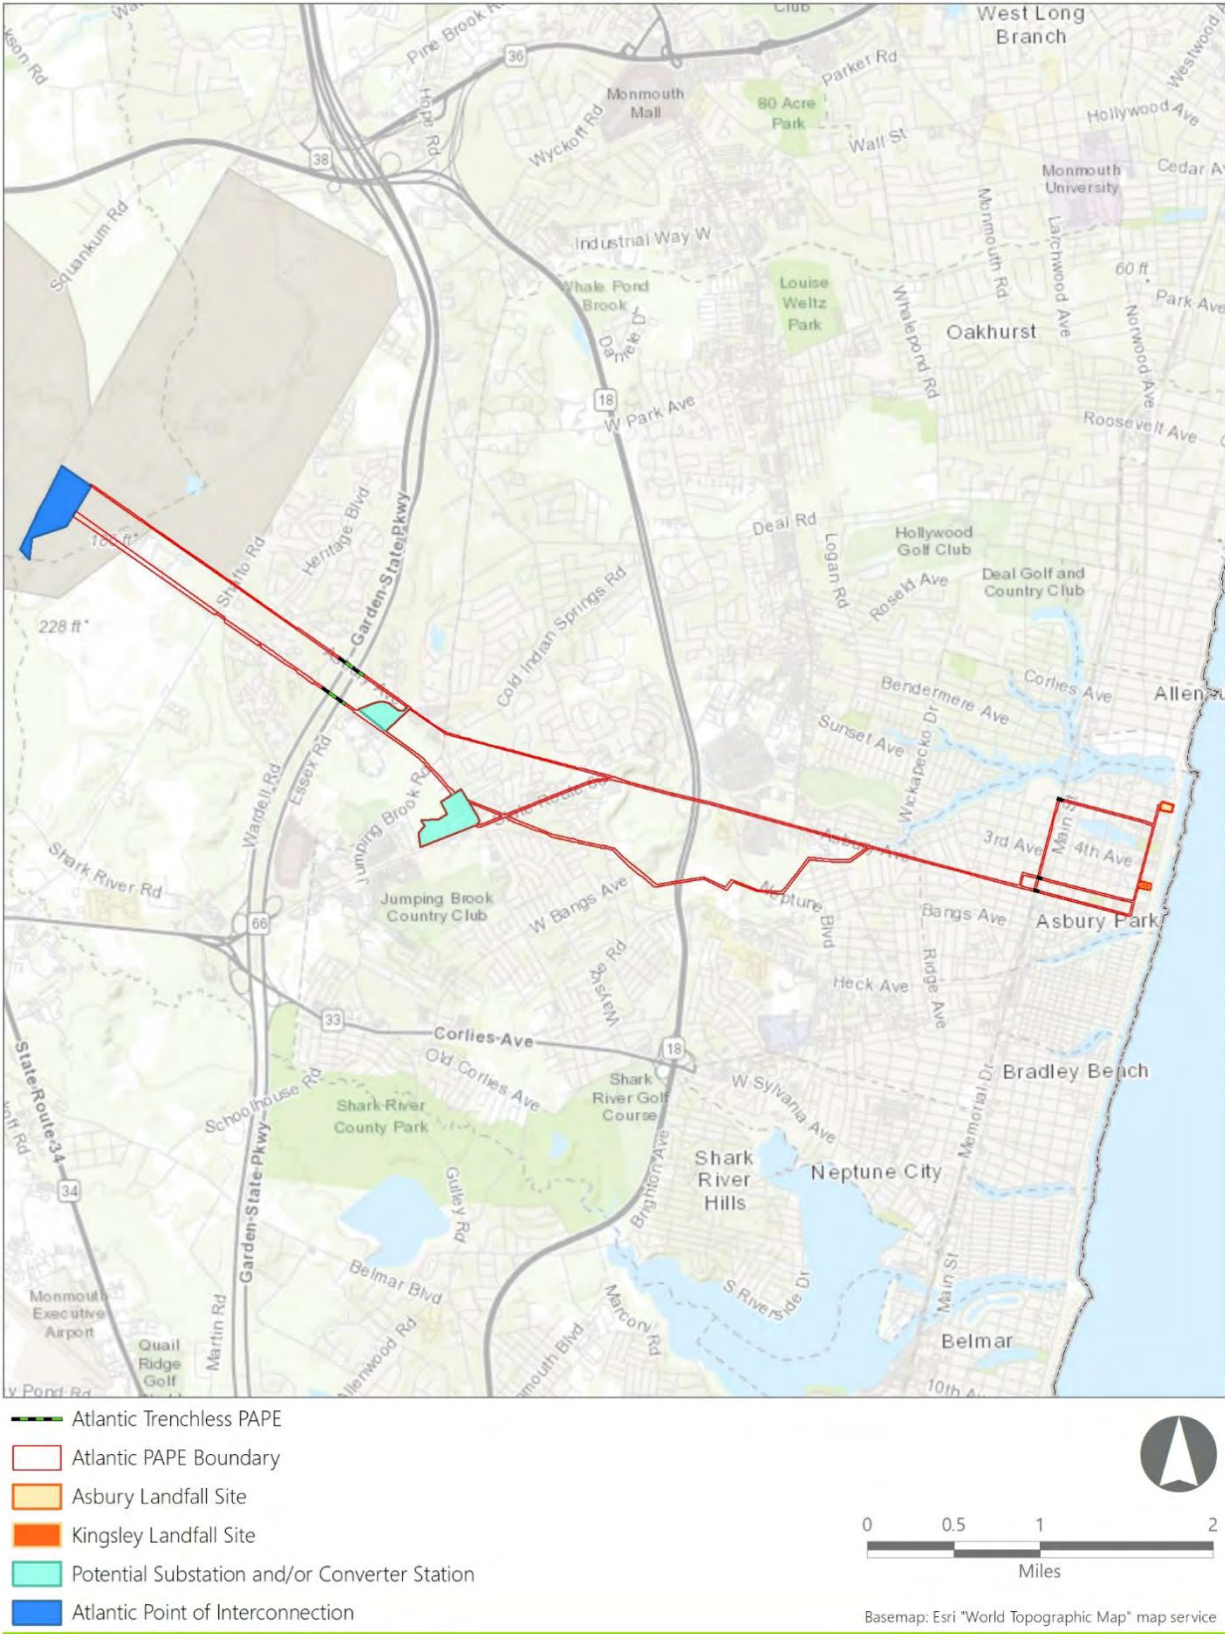 West Long
Branch
Club
Pine Brook
36
Parker Rd
Hope Rd
Monmouth
Mall
80 Acre
Park
Hollywood Ave
Wyckoff Rd
Wall St
38
Monmouth
University
Squankum Rd
Monmouth Rd
Larchwood Ave
Industrial Way W
60 ft
Whale Pond
Brook
Louise
Weltz
Park
Park Ave
Whalepond Rd
Norwood Ave
Oakhurst
18
W Park Ave
Roosevelt Ave
Heritage Blvd
Garden State Pkwy
Deal Rd
Hollywood
Golf Club
Logan Rd
Shafto Rd
Deal Golf and
Country Club
Roseld Ave
Cold Indian Springs Rd
228 ft
Corlies Ave
Bendermere Ave
Sunset Ave
Wickapecko Dr
Essex Rd
Wardell Rd
Jumping Brook Rd
Main St
3rd Ave
4th Ave
Asbury Ave
Shark River Rd
Jumping Brook
Country Club
W Bangs Ave
Neptune
Blvd
Bangs Ave
Asbury Park
66
Ridge Ave
Heck Ave
33
Corlies Ave
18
Old Corlies Ave
State Route 34
Schoolhouse Rd
Shark River
County Park
Shark
River Golf
Course
W Sylvania Ave
Memorial Dr
Bradley Beach
Shark
River
Hills
Neptune City
34
Garden State Pkwy
Gulley Rd
Brighton Ave
Belmar Blvd
S Riverside Dr
Main St
Monmouth
Executive
Airport
Martin Rd
Marconi Rd
Allenwood Rd
Belmar
Quail
Ridge
Golf
Atlantic Trenchless PAPE
Atlantic PAPE Boundary
Asbury Landfall Site
Kingsley Landfall Site
Potential Substation and/or Converter Station
Atlantic Point of Interconnection
0 0.5 1 2
Miles
Basemap: Esri "World Topographic Map" map service